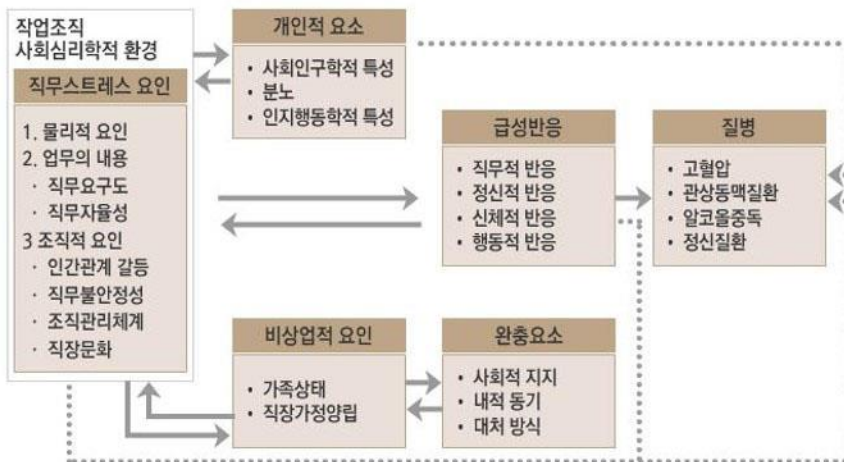 작업조직
사회심리학적 환경
직무스트레스 요인
1. 물리적 요인
2. 업무의 내용
· 직무요구도
· 직무자율성
3 조직적 요인
· 인간관계 갈등
· 직무불안정성
· 조직관리체계
· 직장문화
개인적 요소
• 사회인구학적 특성
• 분노
• 인지행동학적 특성
급성반응
• 직무적 반응
• 정신적 반응
• 신체적 반응
• 행동적 반응
질병
• 고혈압
• 관상동맥질환
• 알코올중독
• 정신질환
비상업적 요인
• 가족상태
• 직장가정양립
완충요소
• 사회적 지지
• 내적 동기
• 대처 방식